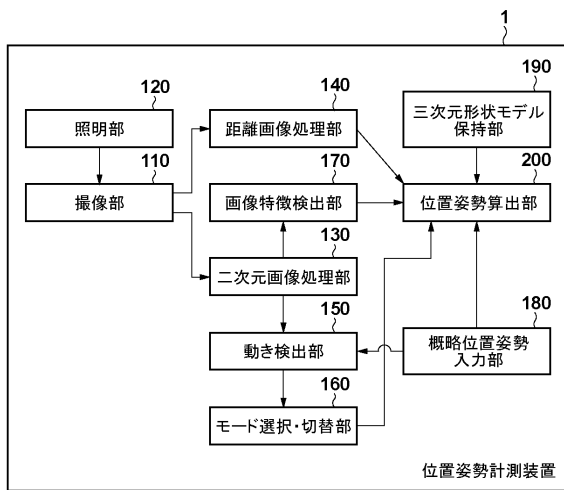 1
120
照明部
140
距離画像処理部
190
三次元形状モデル
保持部
110
撮像部
170
画像特徴検出部
200
位置姿勢算出部
130
二次元画像処理部
150
動き検出部
180
概略位置姿勢
入力部
160
モード選択・切替部
位置姿勢計測装置